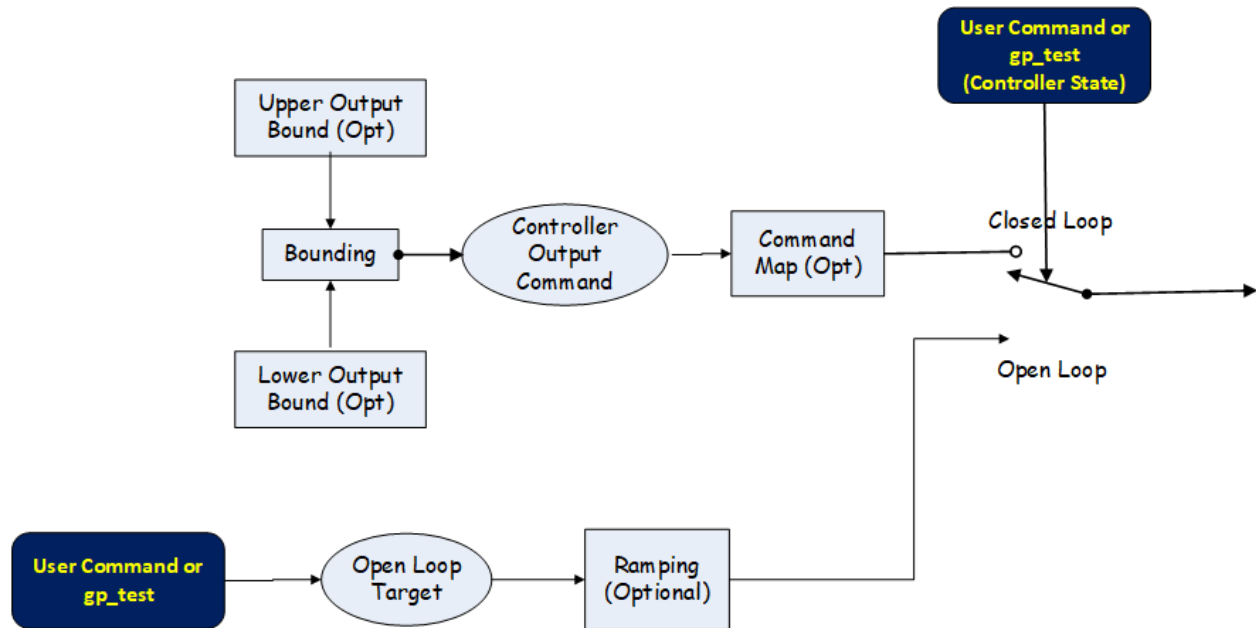 User Command or
gp_test
(Controller State)
Upper Output
Bound (Opt)
Closed Loop
Bounding
Controller
Output
Command
Command
Map (Opt)
Lower Output
Bound (Opt)
Open Loop
User Command or
gp_test
Open Loop
Target
Ramping
(Optional)